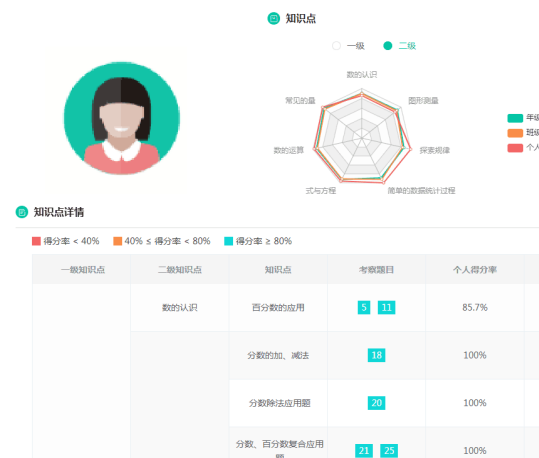 知识点
一级 二级
数的认识
常见的量 图形测量
年级
班级
数的运算 探索规律
个人
式与方程 简单的数据统计过程
知识点详情
得分率 < 40% 40% ≤ 得分率 < 80% 得分率 ≥ 80%
一级知识点 二级知识点 知识点 考察题目 个人得分率
数的认识 百分数的应用 5 11 85.7%
分数的加、减法 18 100%
分数除法应用题 20 100%
分数、百分数复合应用
题 21 25 100%